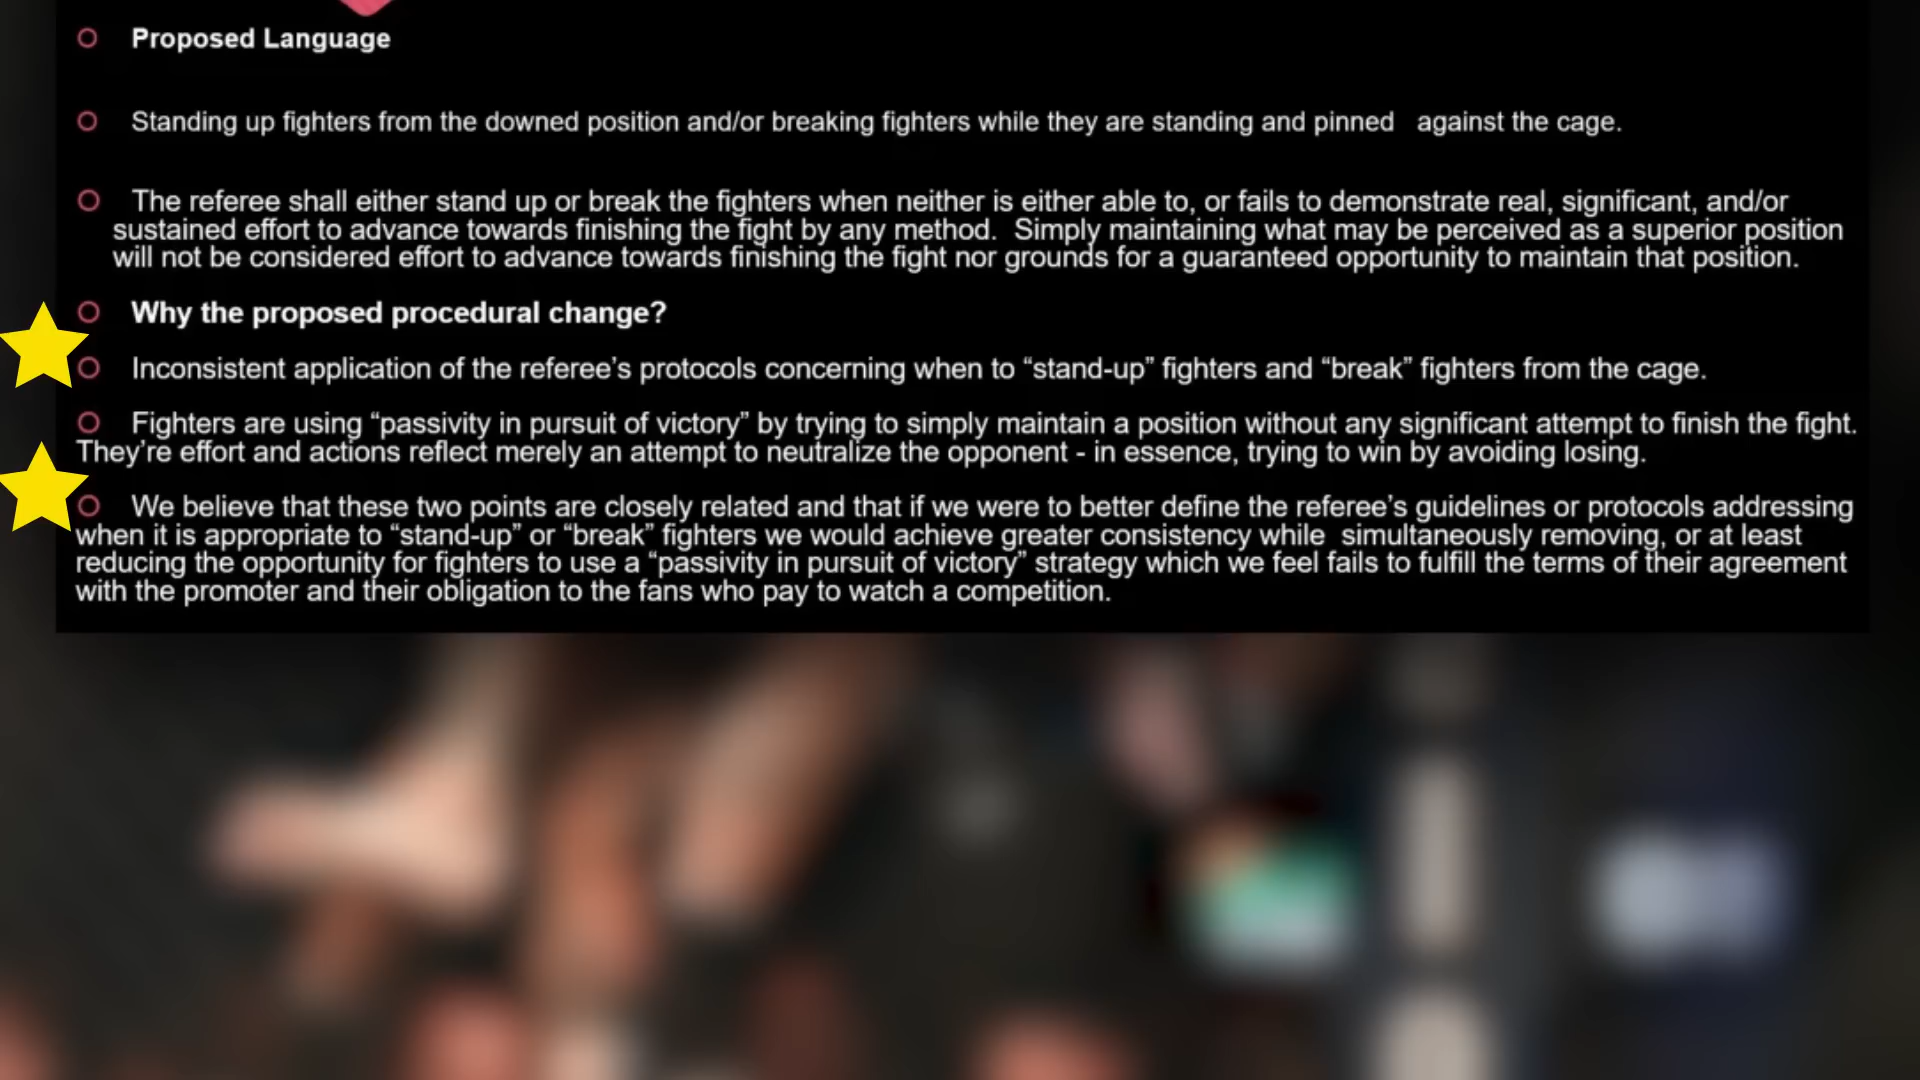 Proposed Language
Standing up fighters from the downed position and/or breaking fighters while they are standing and pinned against the cage.
The referee shall either stand up or break the fighters when neither is either able to, or fails to demonstrate real, significant, and/or
sustained effort to advance towards finishing the fight by any method. Simply maintaining what may be perceived as a superior position
will not be considered effort to advance towards finishing the fight nor grounds for a guaranteed opportunity to maintain that position.
Why the proposed procedural change?
Inconsistent application of the referee’s protocols concerning when to “stand-up” fighters and “break” fighters from the cage.
Fighters are using “passivity in pursuit of victory” by trying to simply maintain a position without any significant attempt to finish the fight.
They’re effort and actions reflect merely an attempt to neutralize the opponent - in essence, trying to win by avoiding losing.
We believe that these two points are closely related and that if we were to better define the referee’s guidelines or protocols addressing
when it is appropriate to “stand-up” or “break” fighters we would achieve greater consistency while simultaneously removing, or at least
reducing the opportunity for fighters to use a “passivity in pursuit of victory” strategy which we feel fails to fulfill the terms of their agreement
with the promoter and their obligation to the fans who pay to watch a competition.